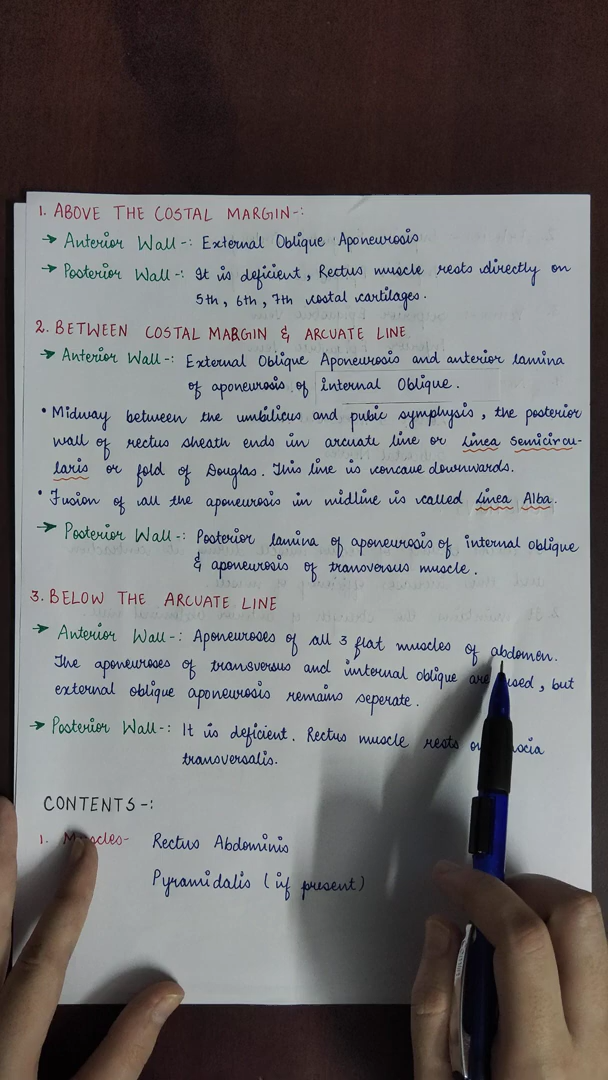 1. ABOVE THE COSTAL MARGIN-:
→ Anterior Wall-: External Oblique Aponeurosis
→ Posterior Wall-: It is deficient, Rectus muscle rests directly on
5th, 6th, 7th costal cartilages.
2. BETWEEN COSTAL MARGIN & ARCUATE LINE
→ Anterior Wall-: External Oblique Aponeurosis and anterior lamina
of aponeurosis of internal Oblique.
• Midway between the umbilicus and pubic symphysis, the posterior
wall of rectus sheath ends in arcuate line or Linea Semicircu-
laris or fold of Douglas. This line is concave downwards.
• Fusion of all the aponeurosis in midline is called Linea Alba.
→ Posterior Wall-: Posterior lamina of aponeurosis of internal oblique
& aponeurosis of transversus muscle.
3. BELOW THE ARCUATE LINE
→ Anterior Wall-: Aponeuroses of all 3 flat muscles of abdomen.
The aponeuroses of transversus and internal oblique are , but
external oblique aponeurosis remains seperate.
→ Posterior Wall-: It is deficient. Rectus muscle rests
transversalis.
CONTENTS-:
1. Muscles- Rectus Abdominis
Pyramidalis (if present)